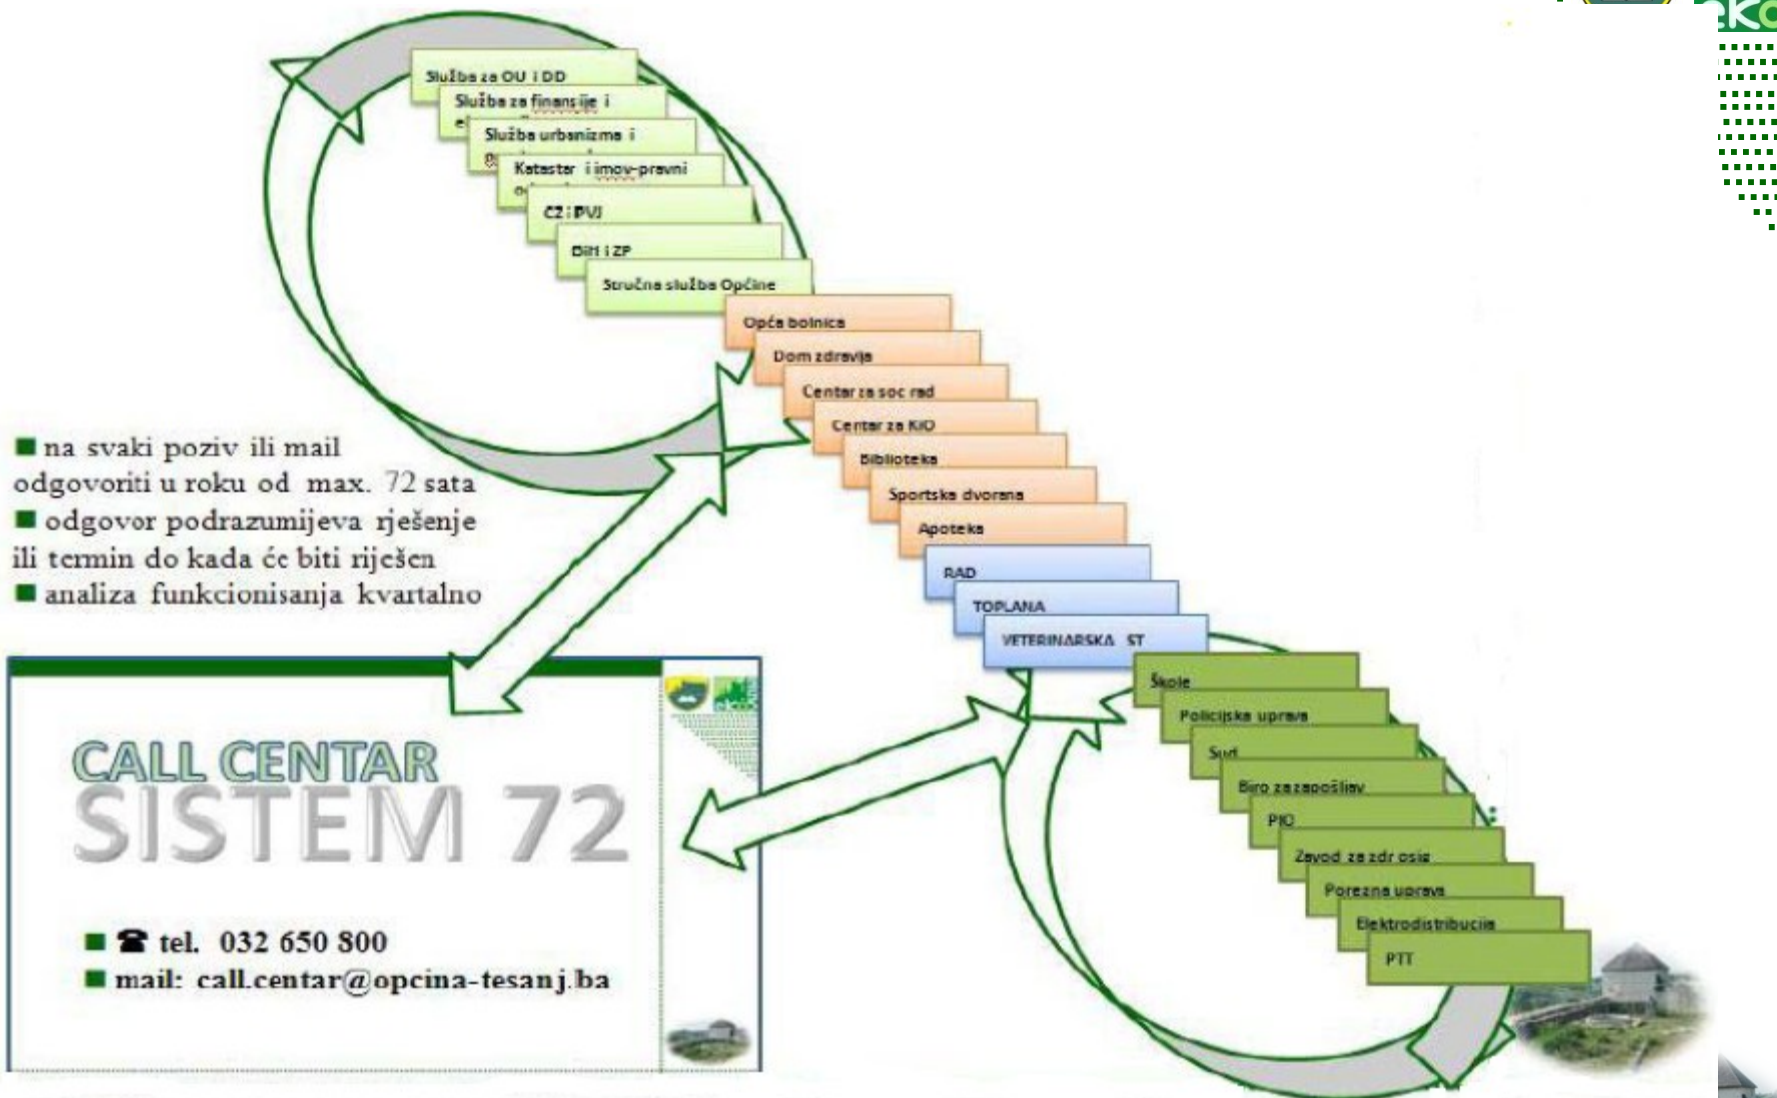 Služba za OU i DD
Služba za finansije i
Služba urbanizma i
Katastar i imov-pravni
CZ i PVJ
BiH i ZP
Stručna služba Općine
Opća bolnica
Dom zdravlja
Centar za soc rad
Centar za KIO
Biblioteka
Sportska dvorana
Apoteka
RAD
TOPLANA
VETERINARSKA ST
Škole
Policijska uprava
Sud
Biro za zapošljav
PIO
Zavod za zdr osig
Porezna uprava
Elektrodistribucija
PTT
■ na svaki poziv ili mail
odgovoriti u roku od max. 72 sata
■ odgovor podrazumijeva rješenje
ili termin do kada će biti riješen
■ analiza funkcionisanja kvartalno
CALL CENTAR
SISTEM 72
■ ☎ tel. 032 650 800
■ mail: call.centar@opcina-tesanj.ba